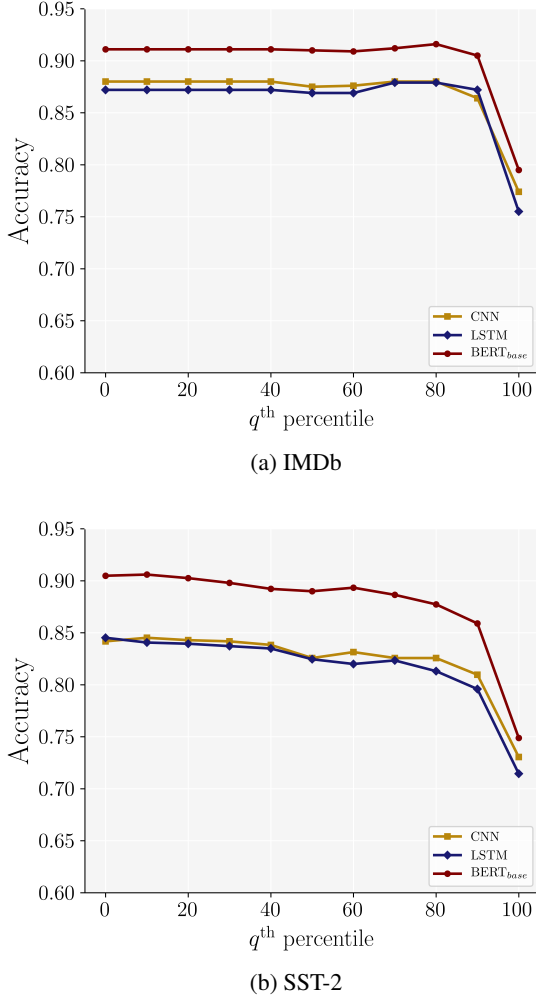 0.95
0.90
0.85
0.80
0.75
0.70
0.65
0.60
Accuracy
0 20 40 60 80 100
qth percentile
CNN
LSTM
BERTbase
(a) IMDb
0.95
0.90
0.85
0.80
0.75
0.70
0.65
0.60
Accuracy
0 20 40 60 80 100
qth percentile
CNN
LSTM
BERTbase
(b) SST-2